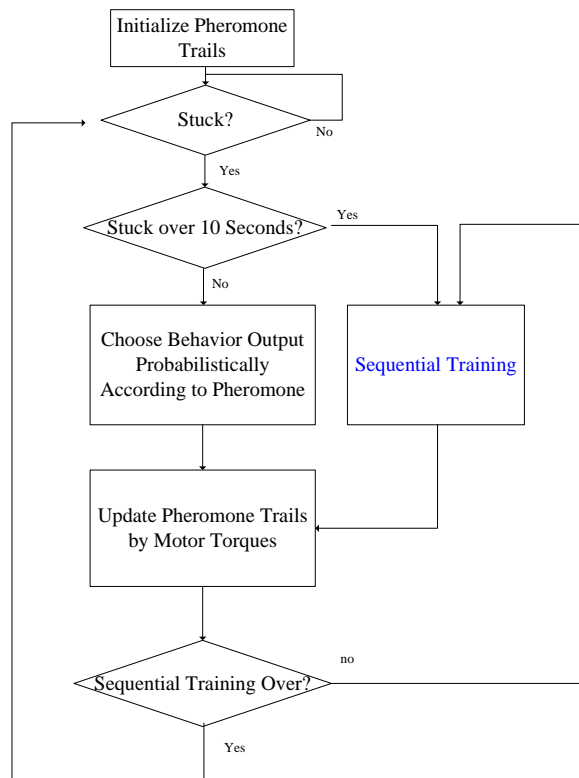 Initialize Pheromone
Trails
Stuck?
No
Yes
Stuck over 10 Seconds?
Yes
No
Choose Behavior Output
Probabilistically
According to Pheromone
Sequential Training
Update Pheromone Trails
by Motor Torques
Sequential Training Over?
no
Yes